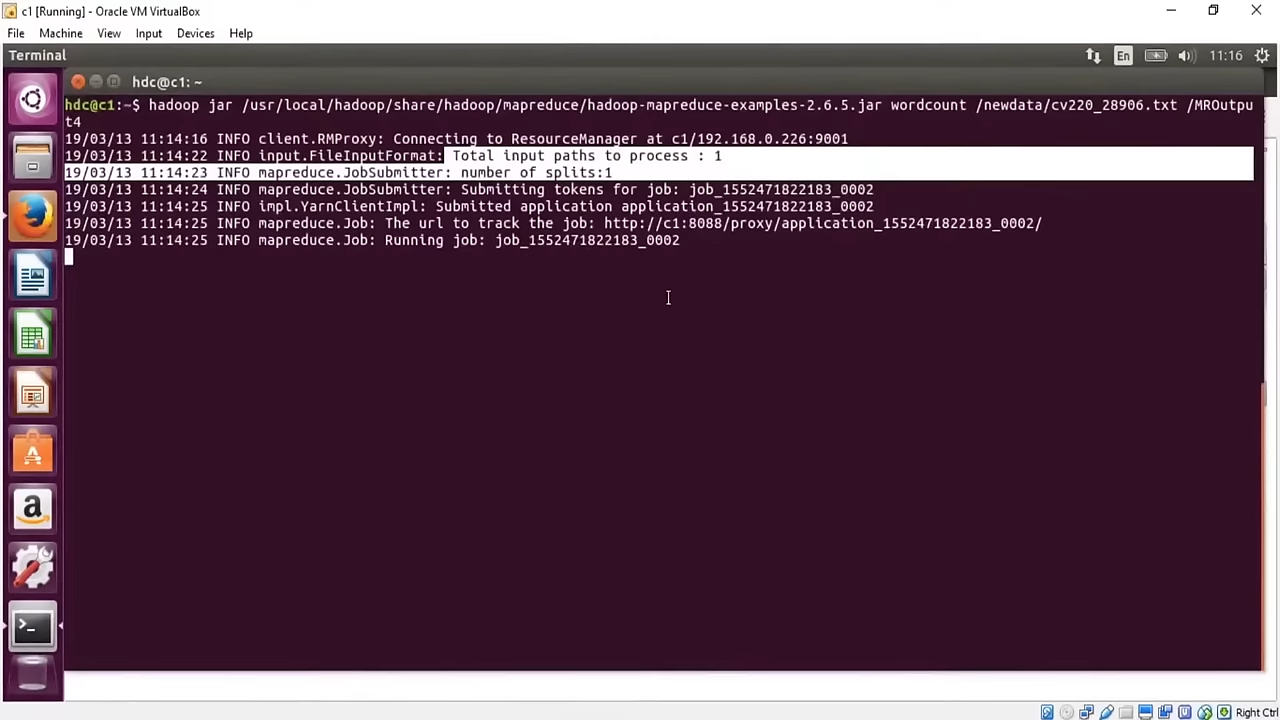 c1 [Running] - Oracle VM VirtualBox
File Machine View Input Devices Help
Terminal En 11:16
hdc@c1: ~
hdc@c1:~$ hadoop jar /usr/local/hadoop/share/hadoop/mapreduce/hadoop-mapreduce-examples-2.6.5.jar wordcount /newdata/cv220_28906.txt /MROutpu
t4
19/03/13 11:14:16 INFO client.RMProxy: Connecting to ResourceManager at c1/192.168.0.226:9001
19/03/13 11:14:22 INFO input.FileInputFormat: Total input paths to process : 1
19/03/13 11:14:23 INFO mapreduce.JobSubmitter: number of splits:1
19/03/13 11:14:24 INFO mapreduce.JobSubmitter: Submitting tokens for job: job_1552471822183_0002
19/03/13 11:14:25 INFO impl.YarnClientImpl: Submitted application application_1552471822183_0002
19/03/13 11:14:25 INFO mapreduce.Job: The url to track the job: http://c1:8088/proxy/application_1552471822183_0002/
19/03/13 11:14:25 INFO mapreduce.Job: Running job: job_1552471822183_0002
Right Ctrl